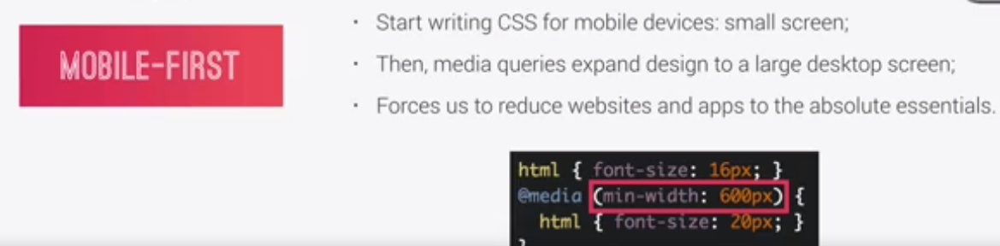 MOBILE-FIRST
· Start writing CSS for mobile devices: small screen;
· Then, media queries expand design to a large desktop screen;
· Forces us to reduce websites and apps to the absolute essentials.
html { font-size: 16px; }
@media (min-width: 600px) {
html { font-size: 20px; }
}